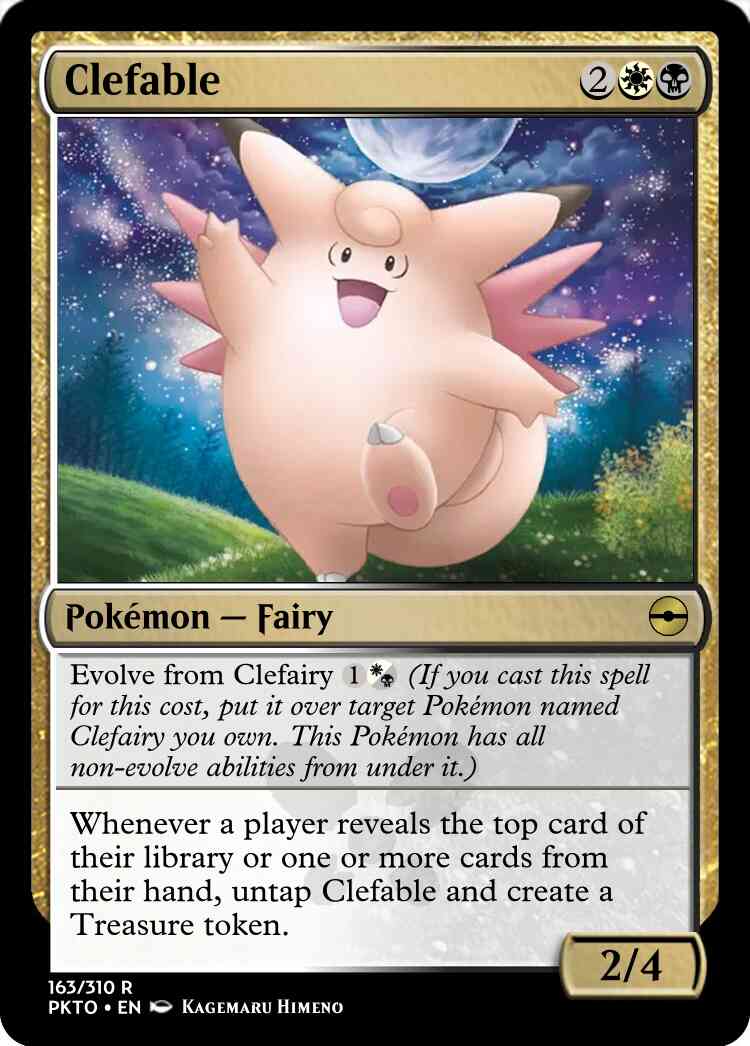 Clefable 2
Pokémon — Fairy
Evolve from Clefairy 1 (If you cast this spell
for this cost, put it over target Pokémon named
Clefairy you own. This Pokémon has all
non-evolve abilities from under it.)
Whenever a player reveals the top card of
their library or one or more cards from
their hand, untap Clefable and create a
Treasure token.
2/4
163/310 R
PKTO • EN Kagemaru Himeno